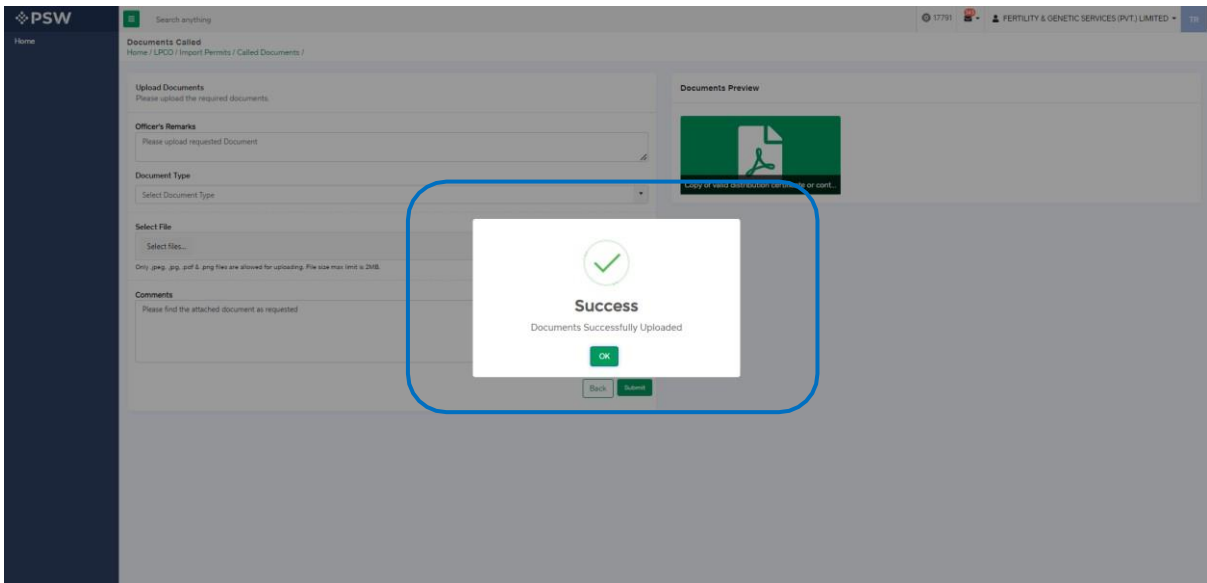 PSW
Search anything
17791
FERTILITY & GENETIC SERVICES (PVT.) LIMITED
TR
Home
Documents Called
Home / LPCO / Import Permits / Called Documents /
Upload Documents
Please upload the required documents.
Documents Preview
Officer's Remarks
Please upload requested Document
Copy of valid distribution certificate or cont...
Document Type
Select Document Type
Select File
Select files...
Only .jpeg, .jpg, .pdf & .png files are allowed for uploading. File size max limit is 2MB.
Comments
Please find the attached document as requested
Success
Documents Successfully Uploaded
OK
Back
Submit